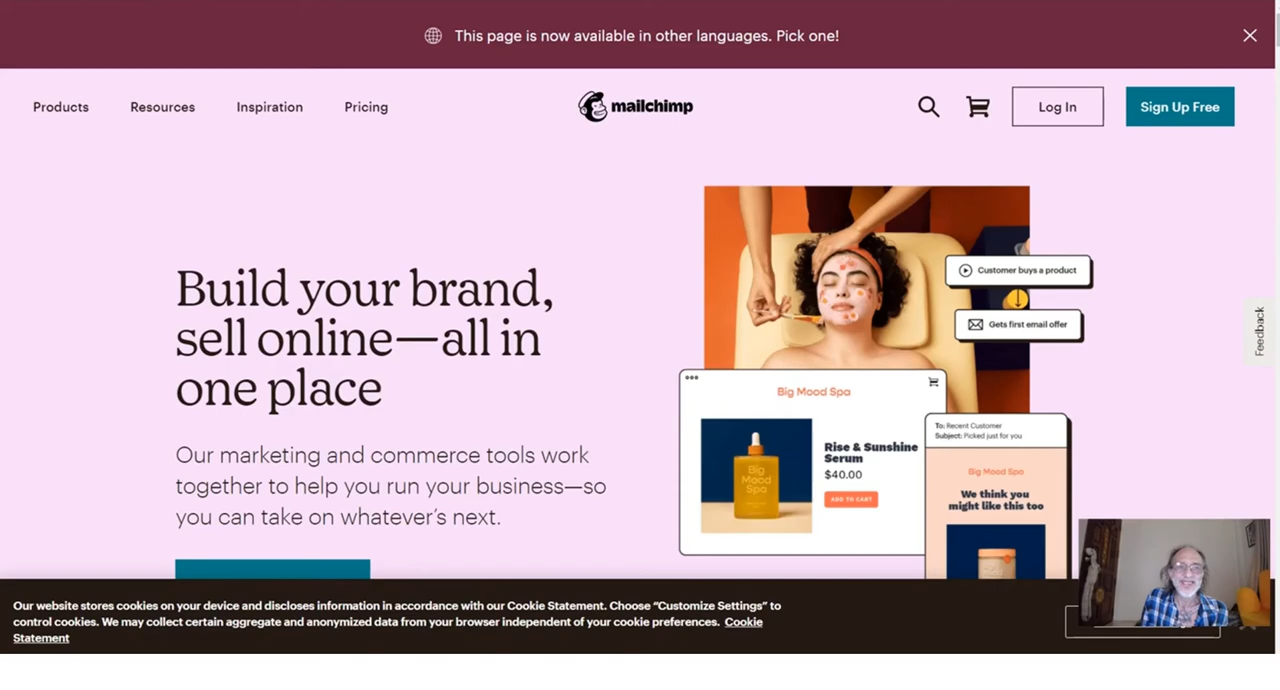 This page is now available in other languages. Pick one!
Products
Resources
Inspiration
Pricing
mailchimp
Log In
Sign Up Free
Build your brand,
sell online—all in
one place
Our marketing and commerce tools work
together to help you run your business—so
you can take on whatever's next.
Customer buys a product
Gets first email offer
Feedback
Big Mood Spa
Big
Mood
Spa
Rise & Sunshine
Serum
$40.00
ADD TO CART
To: Recent Customer
Subject: Picked just for you
Big Mood Spa
We think you
might like this too
Our website stores cookies on your device and discloses information in accordance with our Cookie Statement. Choose “Customize Settings” to
control cookies. We may collect certain aggregate and anonymized data from your browser independent of your cookie preferences. Cookie
Statement